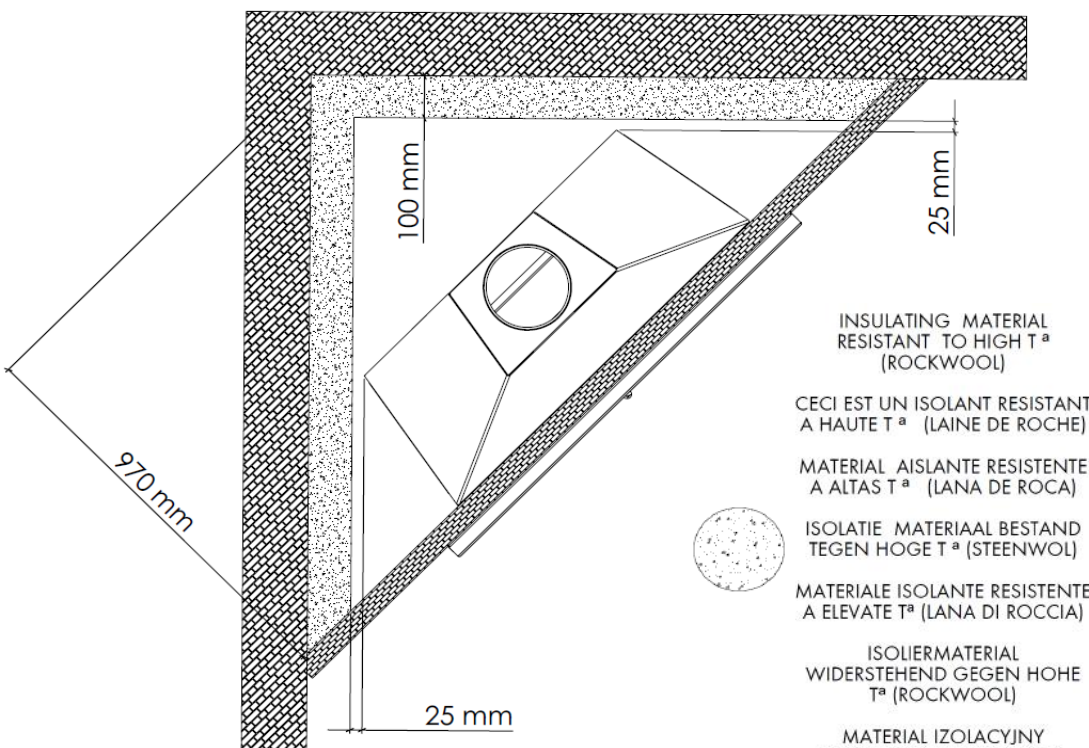 100 mm
25 mm
970 mm
25 mm
INSULATING MATERIAL
RESISTANT TO HIGH Tª
(ROCKWOOL)
CECI EST UN ISOLANT RESISTANT
A HAUTE Tª (LAINE DE ROCHE)
MATERIAL AISLANTE RESISTENTE
A ALTAS Tª (LANA DE ROCA)
ISOLATIE MATERIAAL BESTAND
TEGEN HOGE Tª (STEENWOL)
MATERIALE ISOLANTE RESISTENTE
A ELEVATE Tª (LANA DI ROCCIA)
ISOLIERMATERIAL
WIDERSTEHEND GEGEN HOHE
Tª (ROCKWOOL)
MATERIAL IZOLACYJNY